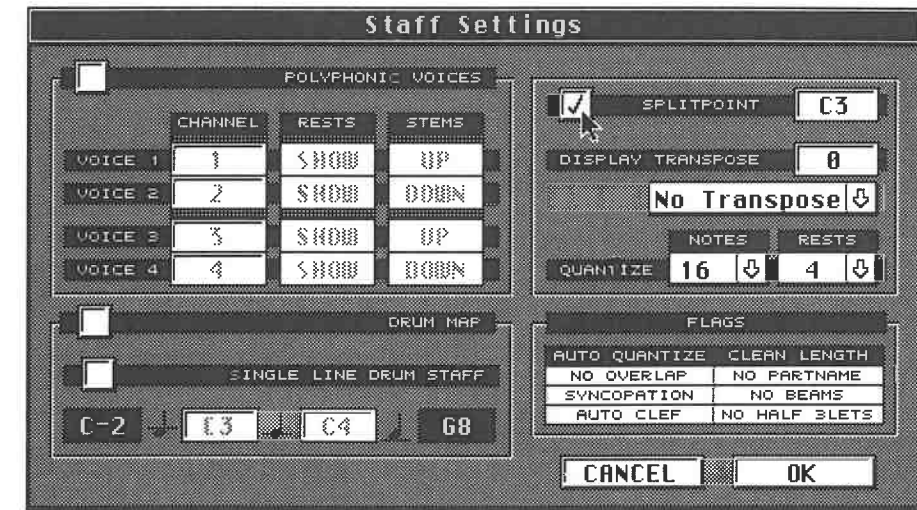 Staff Settings
POLYPHONIC VOICES
CHANNEL RESTS STEMS
VOICE 1 1 SHOW UP
VOICE 2 2 SHOW DOWN
VOICE 3 3 SHOW UP
VOICE 4 4 SHOW DOWN
SPLITPOINT C3
DISPLAY TRANSPOSE 0
No Transpose
NOTES RESTS
QUANTIZE 16 4
DRUM MAP
SINGLE LINE DRUM STAFF
C-2 C3 C4 G8
FLAGS
AUTO QUANTIZE CLEAN LENGTH
NO OVERLAP NO PARTNAME
SYNCOPATION NO BEAMS
AUTO CLEF NO HALF 3LETS
CANCEL OK